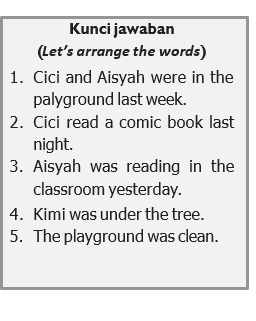 Kunci jawaban
(Let's arrange the words)
1. Cici and Aisyah were in the
palyground last week.
2. Cici read a comic book last
night.
3. Aisyah was reading in the
classroom yesterday.
4. Kimi was under the tree.
5. The playground was clean.